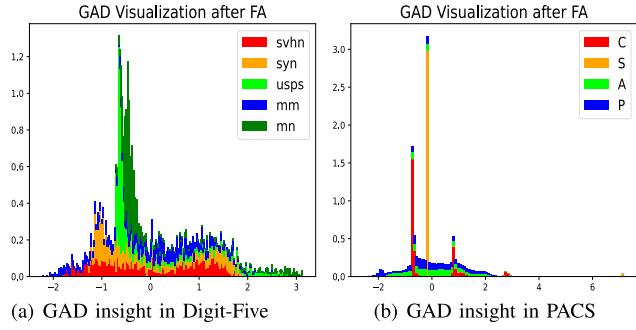 GAD Visualization after FA
svhn
syn
usps
mm
mn
1.2
1.0
0.8
0.6
0.4
0.2
0.0
−2 −1 0 1 2 3
(a) GAD insight in Digit-Five
GAD Visualization after FA
C
S
A
P
3.0
2.5
2.0
1.5
1.0
0.5
0.0
−2 0 2 4 6
(b) GAD insight in PACS